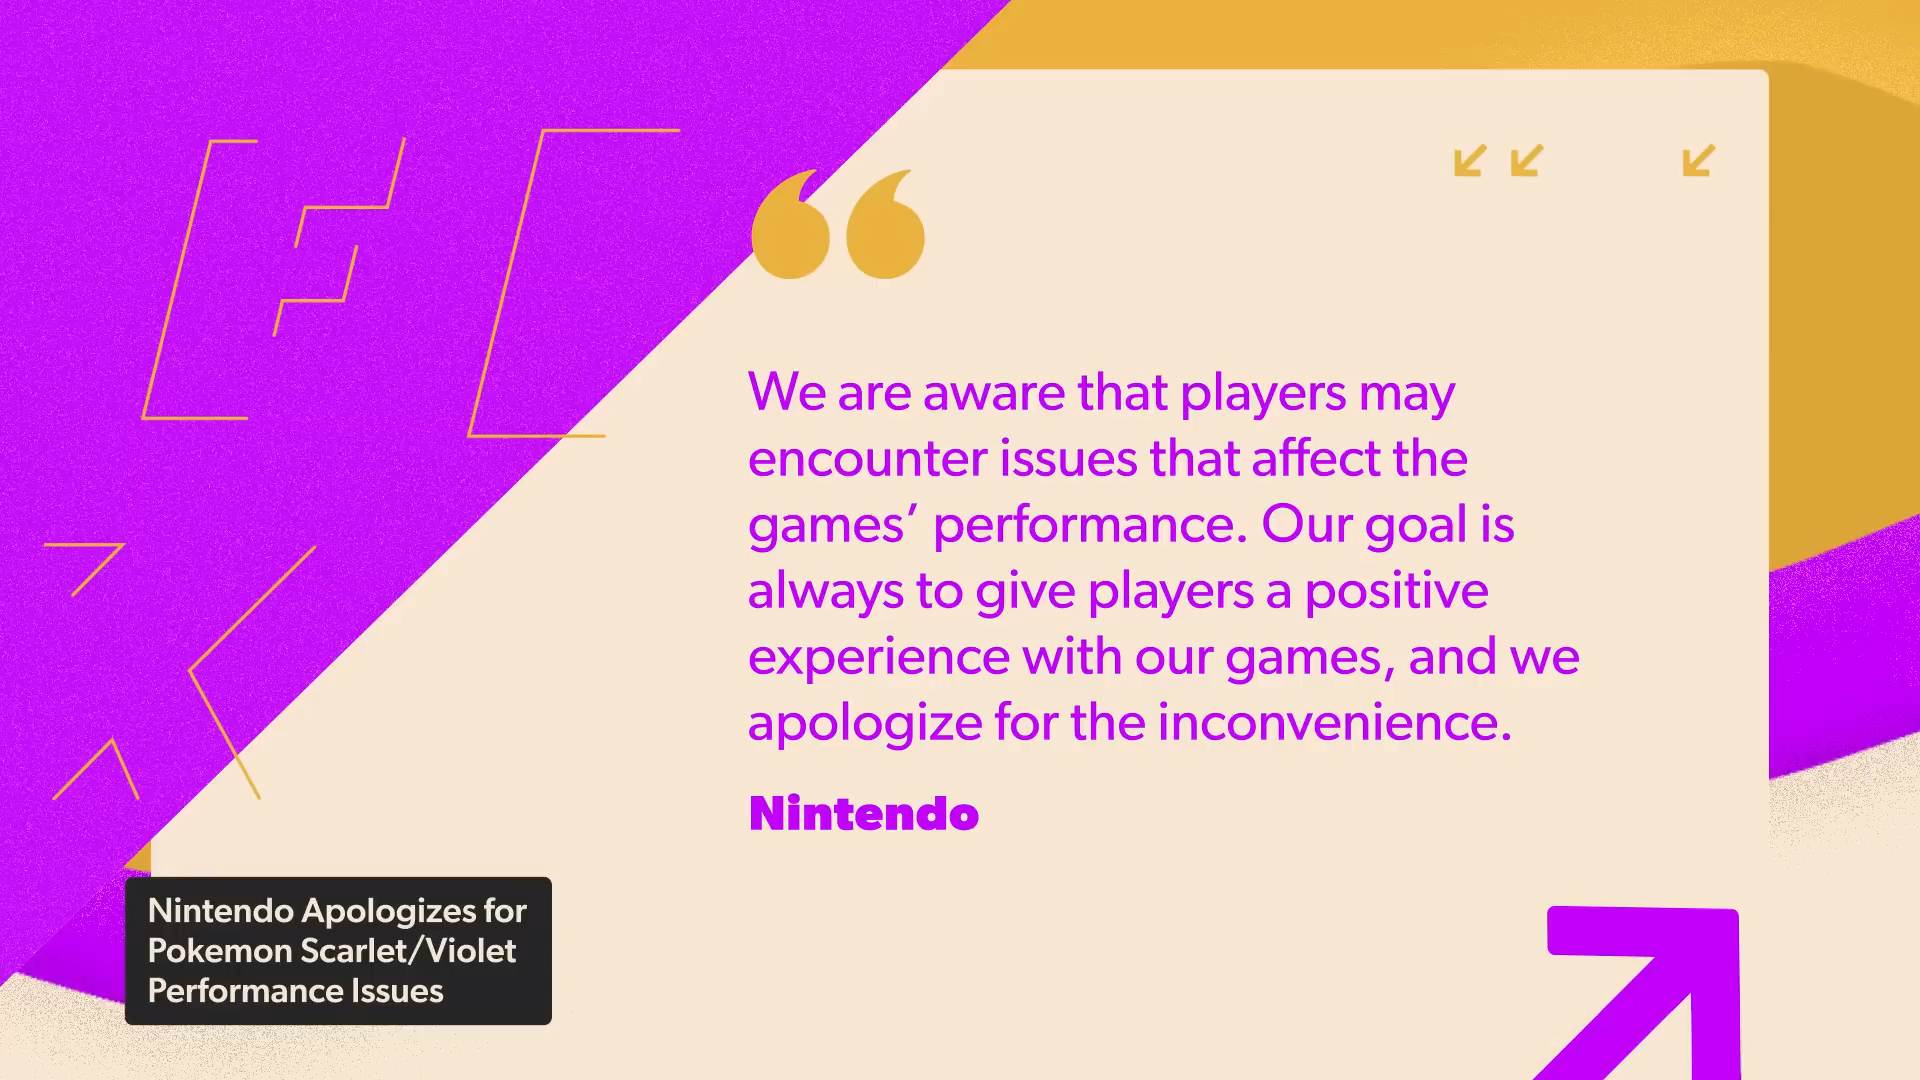 We are aware that players may
encounter issues that affect the
games’ performance. Our goal is
always to give players a positive
experience with our games, and we
apologize for the inconvenience.
Nintendo
Nintendo Apologizes for
Pokemon Scarlet/Violet
Performance Issues